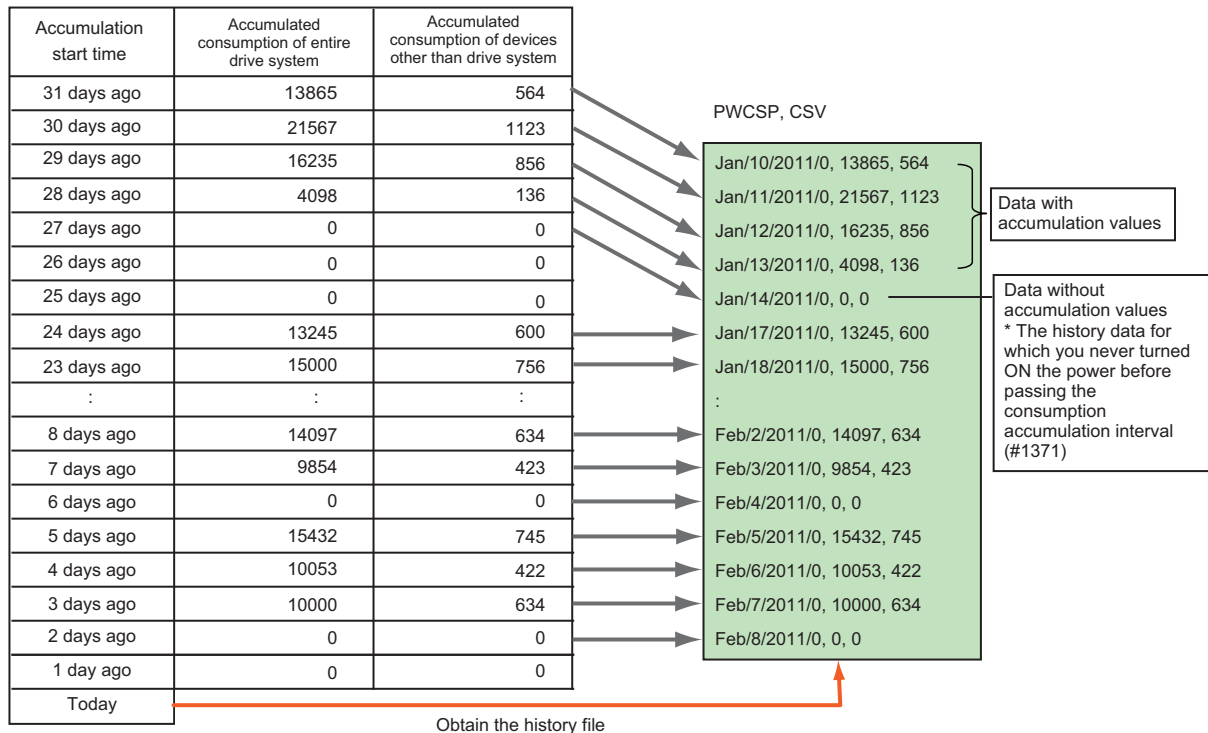 Accumulation
start time
Accumulated
consumption of entire
drive system
Accumulated
consumption of devices
other than drive system
31 days ago 13865 564
30 days ago 21567 1123
29 days ago 16235 856
28 days ago 4098 136
27 days ago 0 0
26 days ago 0 0
25 days ago 0 0
24 days ago 13245 600
23 days ago 15000 756
: : :
8 days ago 14097 634
7 days ago 9854 423
6 days ago 0 0
5 days ago 15432 745
4 days ago 10053 422
3 days ago 10000 634
2 days ago 0 0
1 day ago 0 0
Today
Obtain the history file
PWCSP, CSV
Jan/10/2011/0, 13865, 564
Jan/11/2011/0, 21567, 1123
Jan/12/2011/0, 16235, 856
Jan/13/2011/0, 4098, 136
Jan/14/2011/0, 0, 0
Jan/17/2011/0, 13245, 600
Jan/18/2011/0, 15000, 756
:
Feb/2/2011/0, 14097, 634
Feb/3/2011/0, 9854, 423
Feb/4/2011/0, 0, 0
Feb/5/2011/0, 15432, 745
Feb/6/2011/0, 10053, 422
Feb/7/2011/0, 10000, 634
Feb/8/2011/0, 0, 0
Data with
accumulation values
Data without
accumulation values
* The history data for
which you never turned
ON the power before
passing the
consumption
accumulation interval
(#1371)